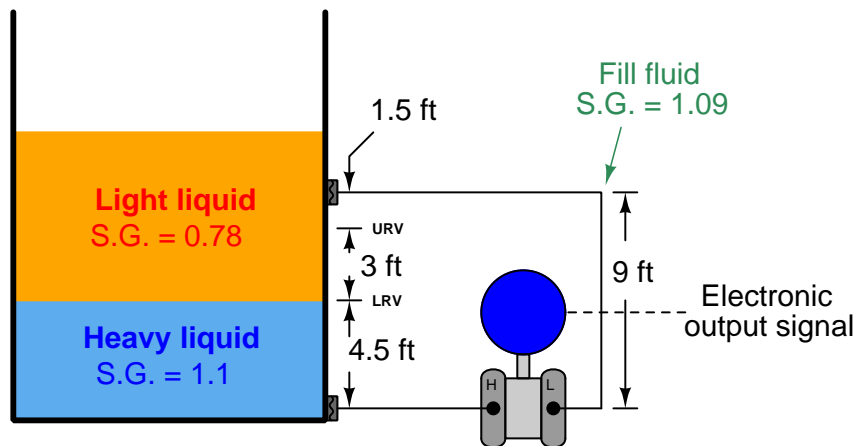 Fill fluid
S.G. = 1.09
1.5 ft
Light liquid
S.G. = 0.78
URV
3 ft
LRV
9 ft
Electronic
output signal
Heavy liquid
S.G. = 1.1
4.5 ft
H
L